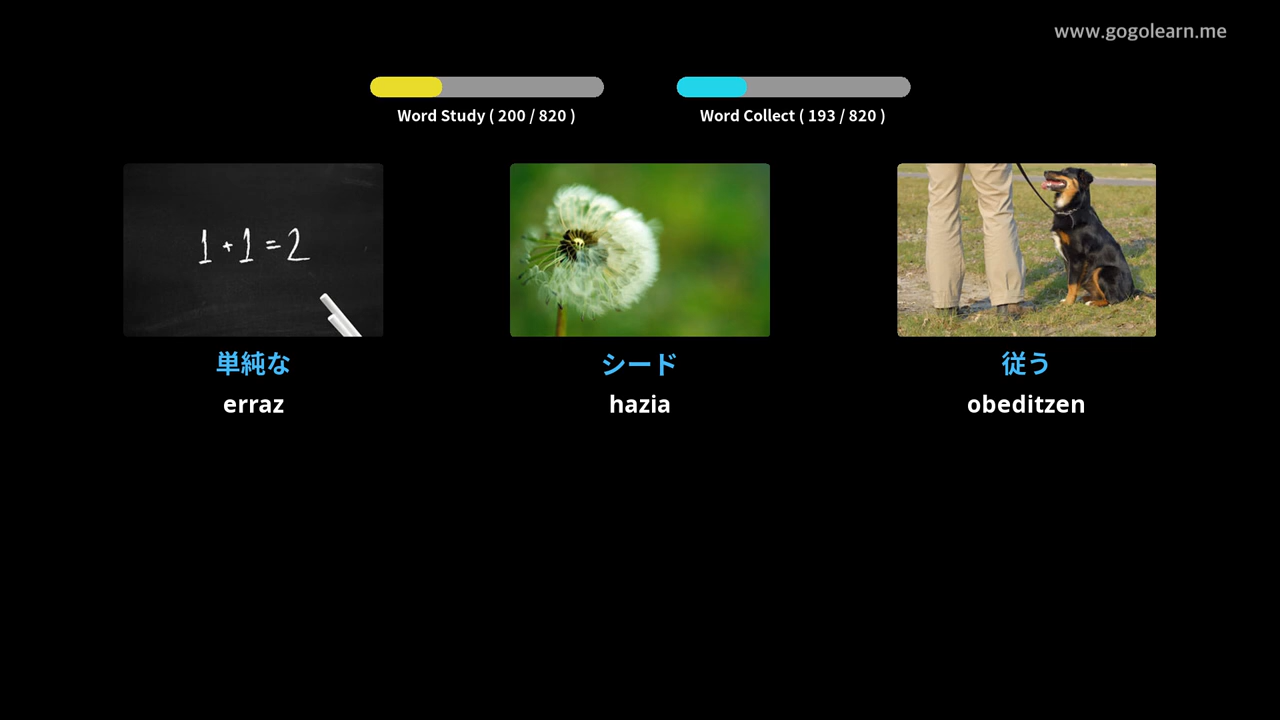 www.gogolearn.me
Word Study ( 200 / 820 )
Word Collect ( 193 / 820 )
1 + 1 = 2
単純な
シード
従う
erraz
hazia
obeditzen